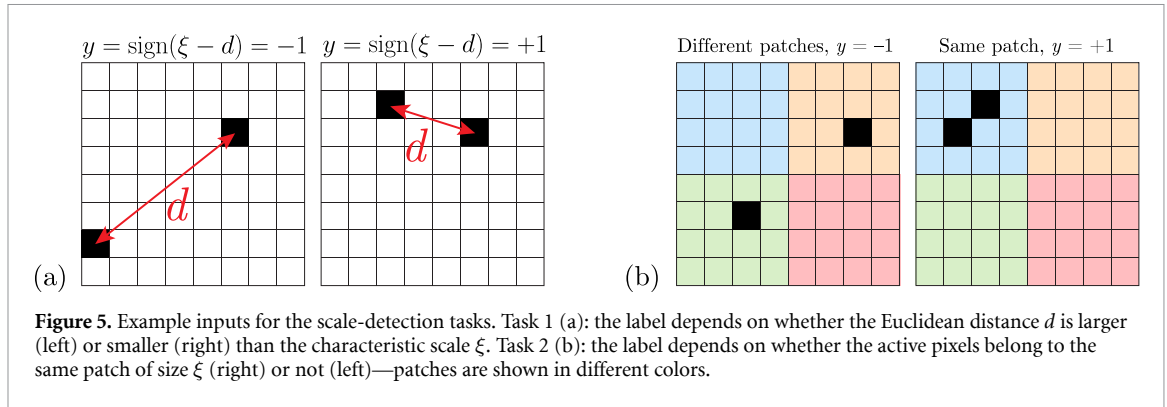 y = sign(ξ − d) = −1
y = sign(ξ − d) = +1
d
d
(a)
Different patches, y = −1
Same patch, y = +1
(b)
Figure 5. Example inputs for the scale-detection tasks. Task 1 (a): the label depends on whether the Euclidean distance d is larger
(left) or smaller (right) than the characteristic scale ξ. Task 2 (b): the label depends on whether the active pixels belong to the
same patch of size ξ (right) or not (left)—patches are shown in different colors.